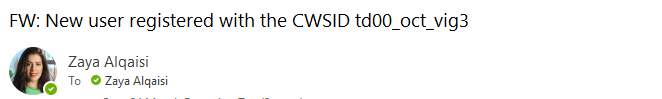 FW: New user registered with the CWSID td00_oct_vig3
Zaya Alqaisi
To Zaya Alqaisi